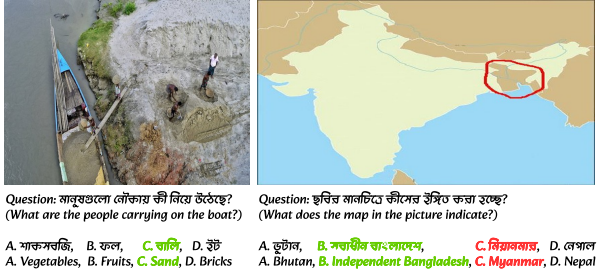 Question: মানুষগুলো নৌকায় কী নিয়ে উঠেছে?
(What are the people carrying on the boat?)
A. শাকসবজি, B. ফল, C. বালি, D. ইট
A. Vegetables, B. Fruits, C. Sand, D. Bricks
Question: ছবির মানচিত্রে কীসের ইঙ্গিত করা হচ্ছে?
(What does the map in the picture indicate?)
A. ভুটান, B. স্বাধীন বাংলাদেশ, C. মিয়ানমার, D. নেপাল
A. Bhutan, B. Independent Bangladesh, C. Myanmar, D. Nepal